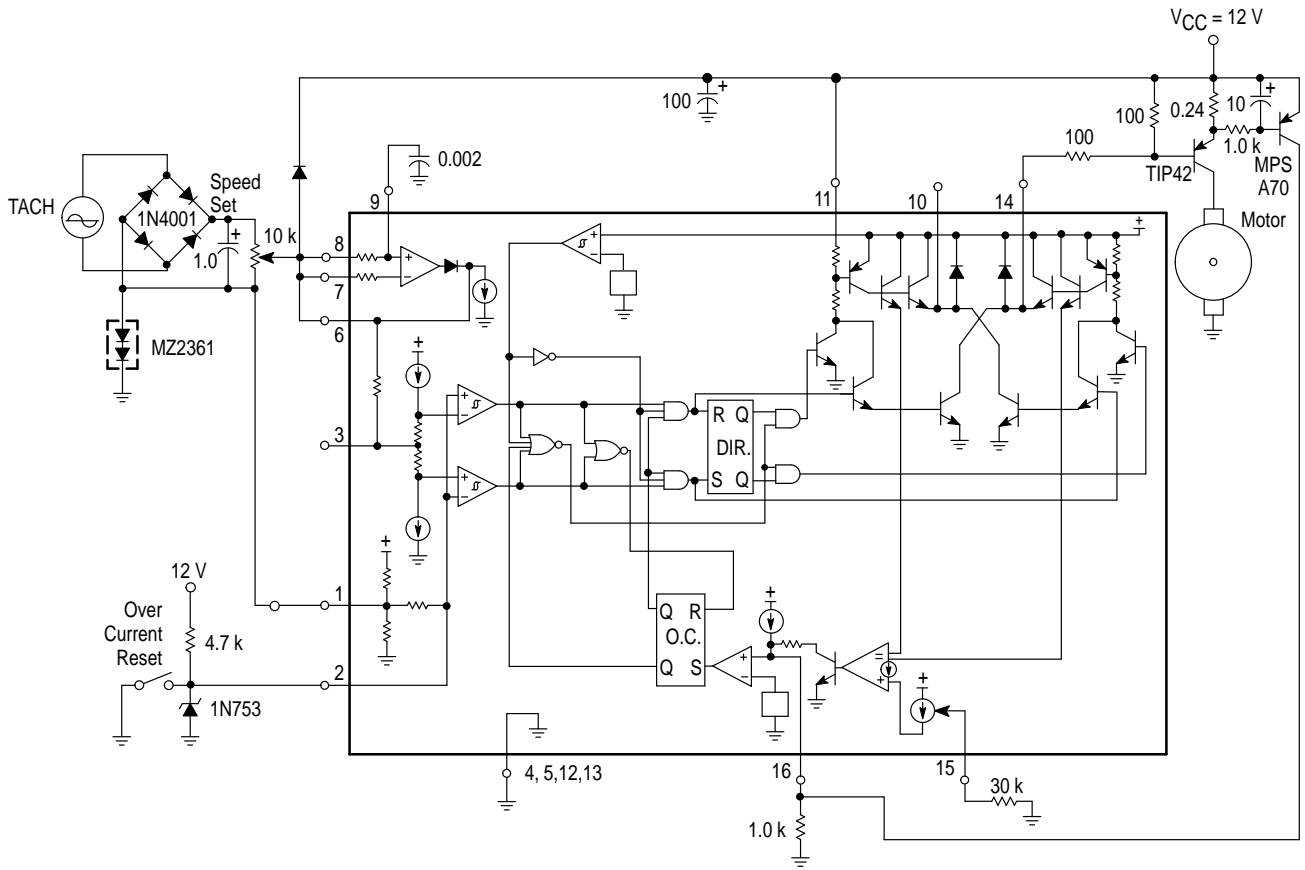 VCC = 12 V
100
+
0.002
100
100
0.24
10
+
1.0 k
TIP42
MPS
A70
Motor
TACH
1N4001
Speed
Set
+
1.0
10 k
MZ2361
9
11
10
14
8
7
6
3
1
2
+
–
+
–
+
+
+
–
+
–
R Q
DIR.
S Q
+
Q R
O.C.
Q S
+
+
–
=
+
+
12 V
Over
Current
Reset
4.7 k
1N753
4, 5,12,13
16
15
30 k
1.0 k